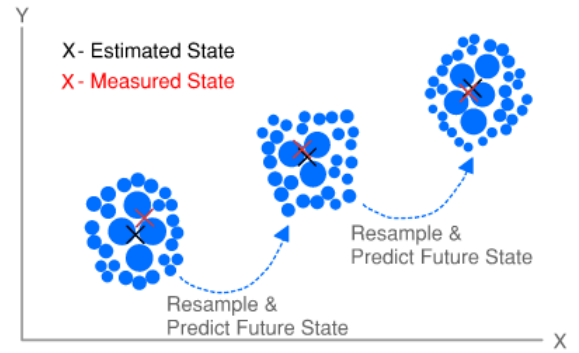 Y
X - Estimated State
X - Measured State
Resample &
Predict Future State
Resample &
Predict Future State
X